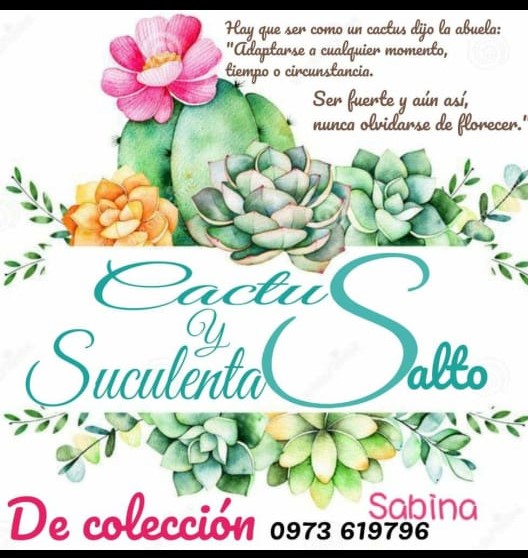 Hay que ser como un cactus dijo la abuela:
"Adaptarse a cualquier momento,
tiempo o circunstancia.
Ser fuerte y aún así,
nunca olvidarse de florecer."
Cactus
y
Suculentas
Salto
De colección
Sabina
0973 619796